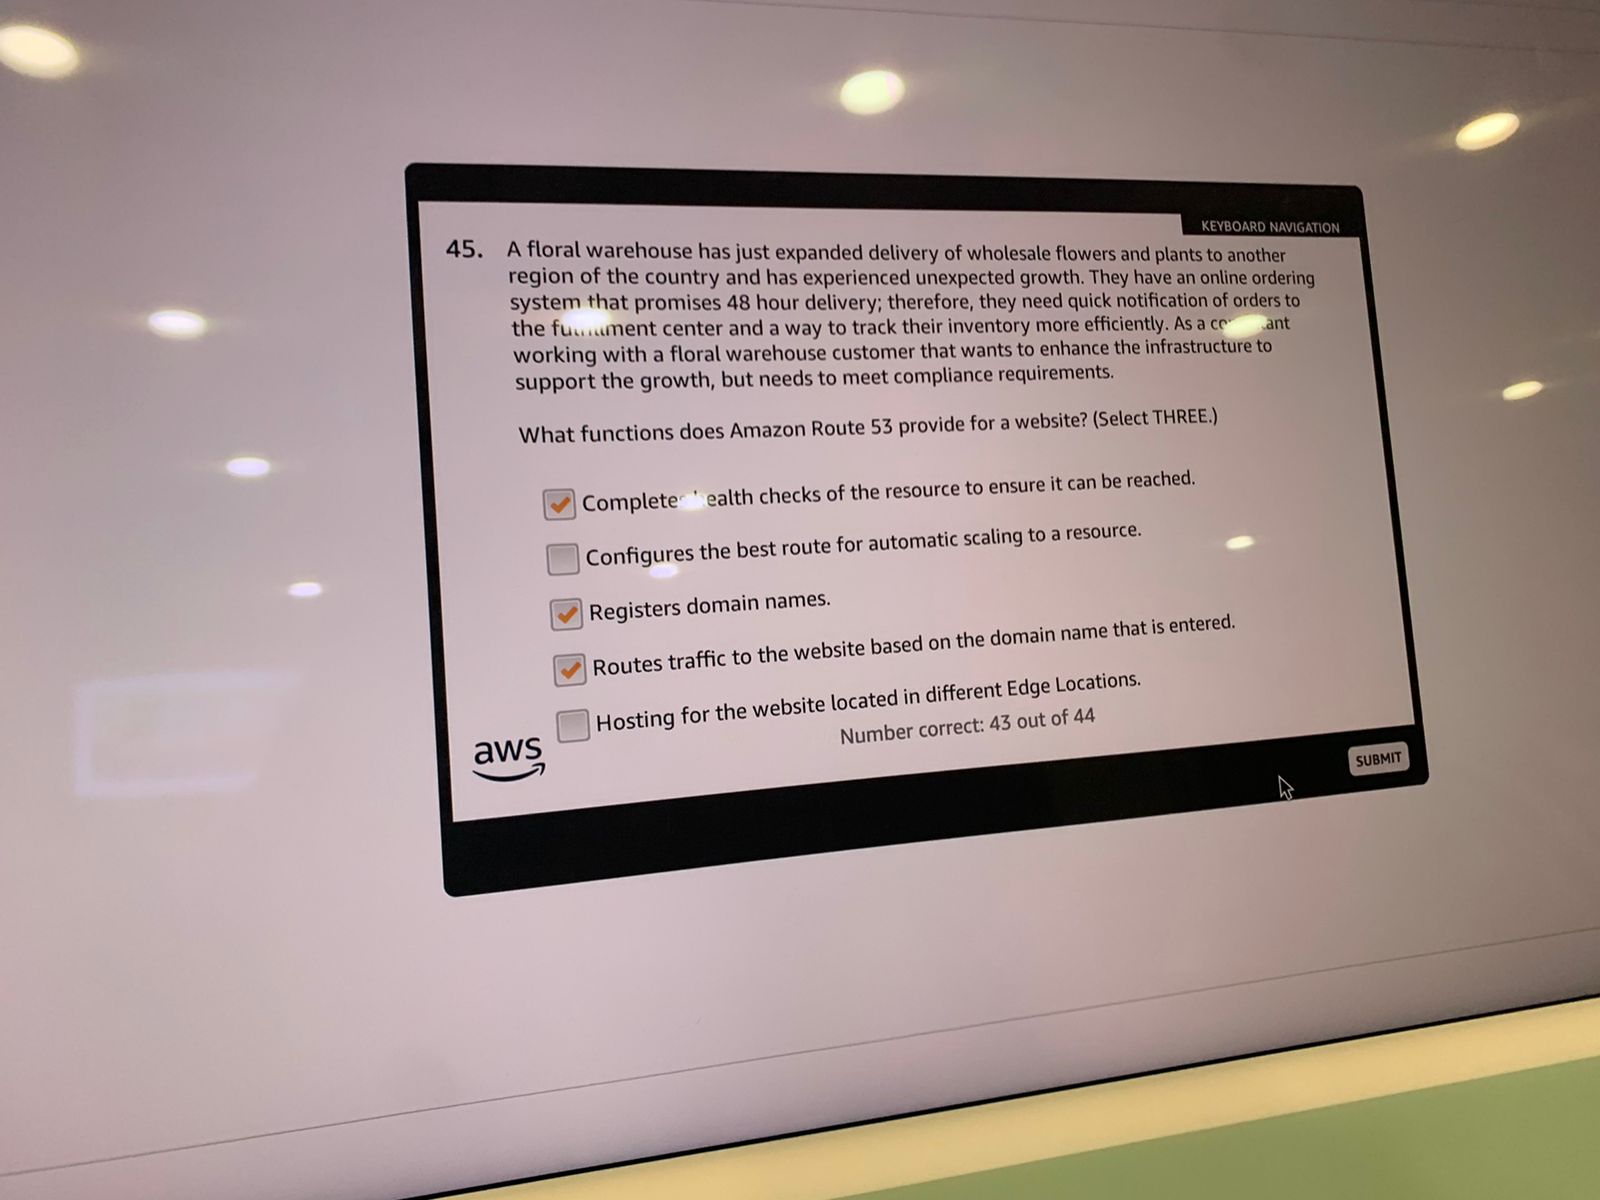 KEYBOARD NAVIGATION
45. A floral warehouse has just expanded delivery of wholesale flowers and plants to another
region of the country and has experienced unexpected growth. They have an online ordering
system that promises 48 hour delivery; therefore, they need quick notification of orders to
the center and a way to track their inventory more efficiently. As a
working with a floral warehouse customer that wants to enhance the infrastructure to
support the growth, but needs to meet compliance requirements.
What functions does Amazon Route 53 provide for a website? (Select THREE.)
Completes health checks of the resource to ensure it can be reached.
Configures the best route for automatic scaling to a resource.
Registers domain names.
Routes traffic to the website based on the domain name that is entered.
Hosting for the website located in different Edge Locations.
Number correct: 43 out of 44
aws
SUBMIT